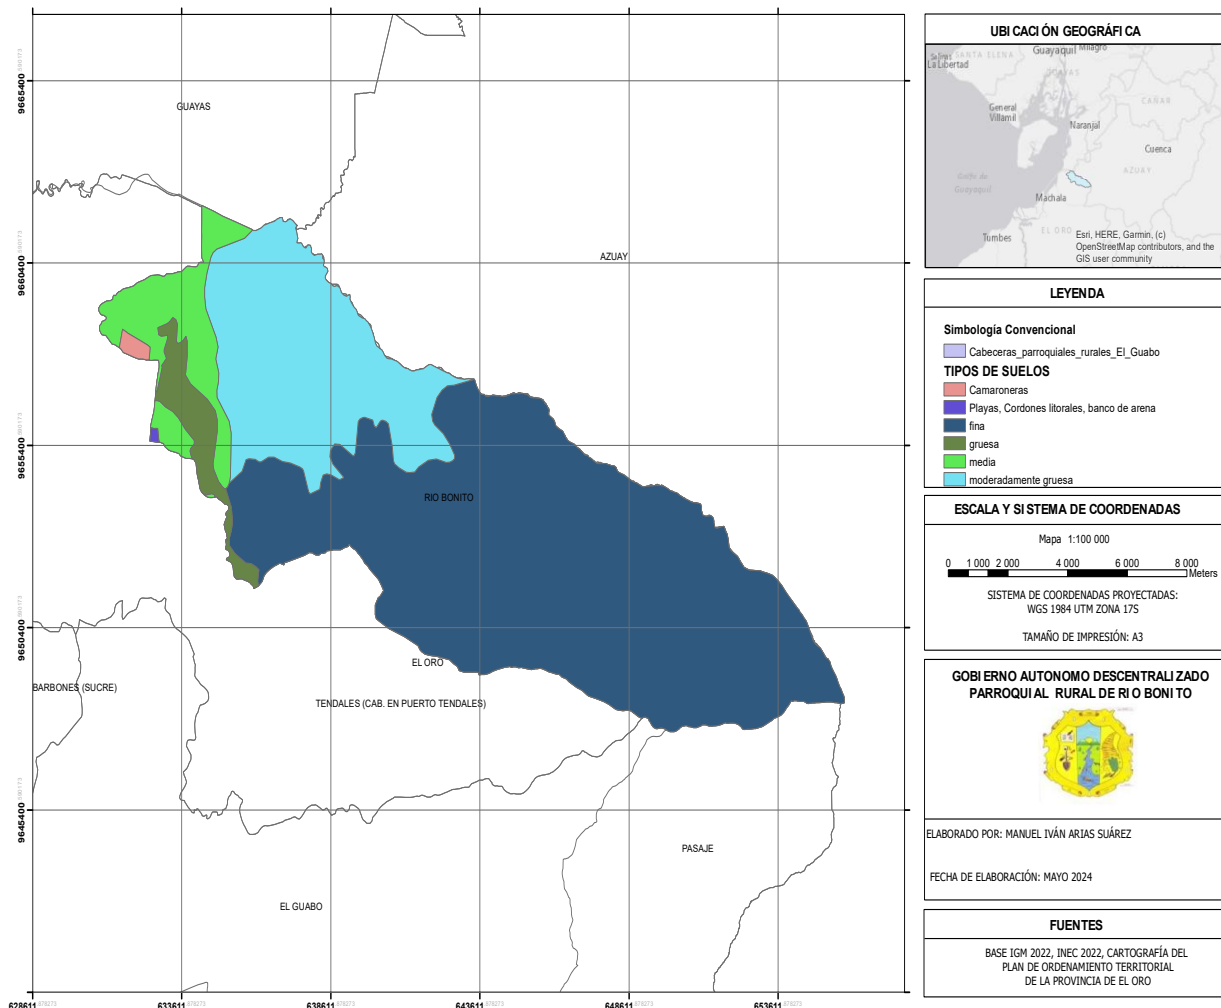 GUAYAS
AZUAY
RIO BONITO
EL ORO
BARBONES (SUCRE)
TENDALES (CAB. EN PUERTO TENDALES)
PASAJE
EL GUABO
9665400
9660400
9655400
9650400
9645400
628611
633611
638611
643611
648611
653611
UBICACIÓN GEOGRÁFICA
Guayaquil
Milagro
SANTA ELENA
Salinas
La Libertad
GUAYAS
General
Villamil
CAÑAR
Naranjal
Cuenca
AZUAY
Golfo de
Guayaquil
Machala
EL ORO
Tumbes
Esri, HERE, Garmin, (c)
OpenStreetMap contributors, and the
GIS user community
LEYENDA
Simbología Convencional
Cabeceras_parroquiales_rurales_El_Guabo
TIPOS DE SUELOS
Camaroneras
Playas, Cordones litorales, banco de arena
fina
gruesa
media
moderadamente gruesa
ESCALA Y SISTEMA DE COORDENADAS
Mapa 1:100 000
0 1 000 2 000 4 000 6 000 8 000
Meters
SISTEMA DE COORDENADAS PROYECTADAS:
WGS 1984 UTM ZONA 17S
TAMAÑO DE IMPRESIÓN: A3
GOBIERNO AUTONOMO DESCENTRALIZADO
PARROQUIAL RURAL DE RIO BONITO
ELABORADO POR: MANUEL IVÁN ARIAS SUÁREZ
FECHA DE ELABORACIÓN: MAYO 2024
FUENTES
BASE IGM 2022, INEC 2022, CARTOGRAFÍA DEL
PLAN DE ORDENAMIENTO TERRITORIAL
DE LA PROVINCIA DE EL ORO